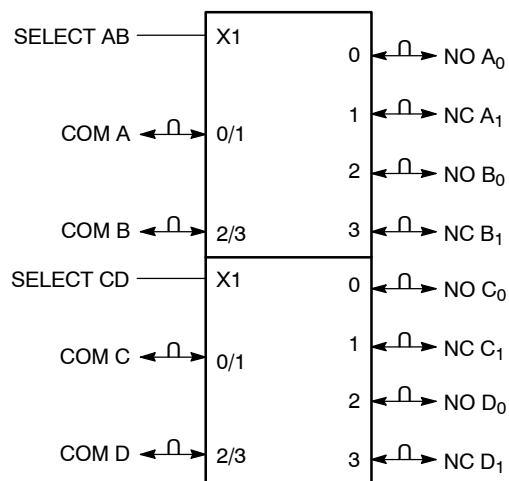 SELECT AB X1
0 NO A0
1 NC A1
COM A 0/1
2 NO B0
COM B 2/3 3 NC B1
SELECT CD X1
0 NO C0
1 NC C1
COM C 0/1
2 NO D0
COM D 2/3 3 NC D1